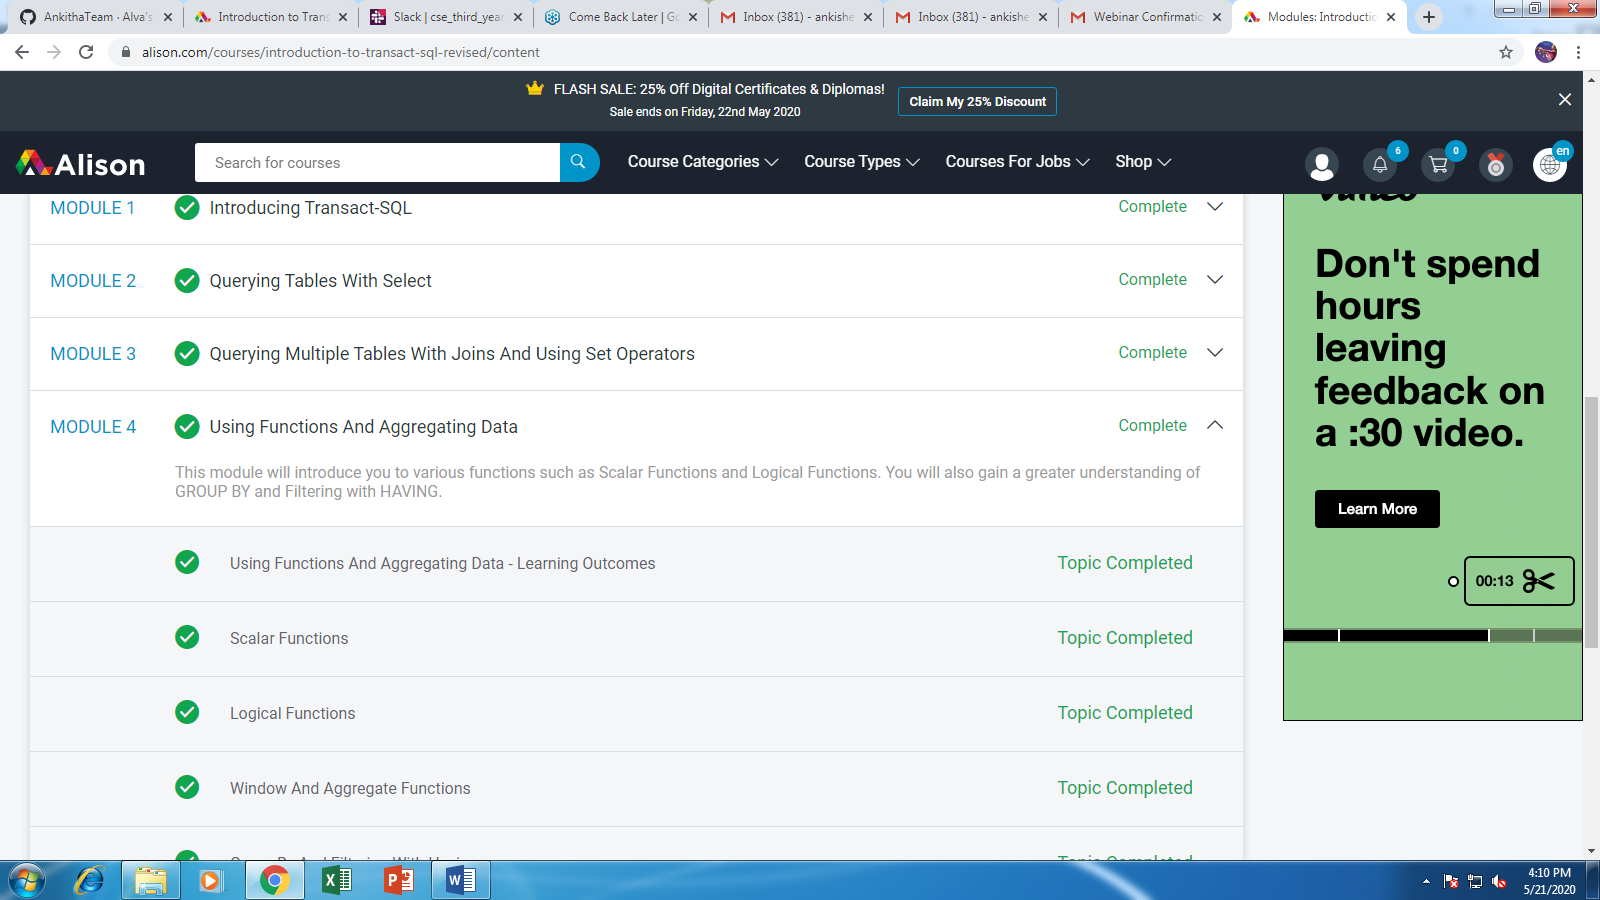 AnkithaTeam · Alva's
Introduction to Trans
Slack | cse_third_year
Come Back Later | Go
Inbox (381) - ankishe
Inbox (381) - ankishe
Webinar Confirmatio
Modules: Introductio
alison.com/courses/introduction-to-transact-sql-revised/content
FLASH SALE: 25% Off Digital Certificates & Diplomas!
Sale ends on Friday, 22nd May 2020
Claim My 25% Discount
Alison
Search for courses
Course Categories
Course Types
Courses For Jobs
Shop
6
0
en
MODULE 1
Introducing Transact-SQL
Complete
MODULE 2
Querying Tables With Select
Complete
MODULE 3
Querying Multiple Tables With Joins And Using Set Operators
Complete
MODULE 4
Using Functions And Aggregating Data
Complete
This module will introduce you to various functions such as Scalar Functions and Logical Functions. You will also gain a greater understanding of
GROUP BY and Filtering with HAVING.
Using Functions And Aggregating Data - Learning Outcomes
Topic Completed
Scalar Functions
Topic Completed
Logical Functions
Topic Completed
Window And Aggregate Functions
Topic Completed
Don't spend
hours
leaving
feedback on
a :30 video.
Learn More
00:13
4:10 PM
5/21/2020